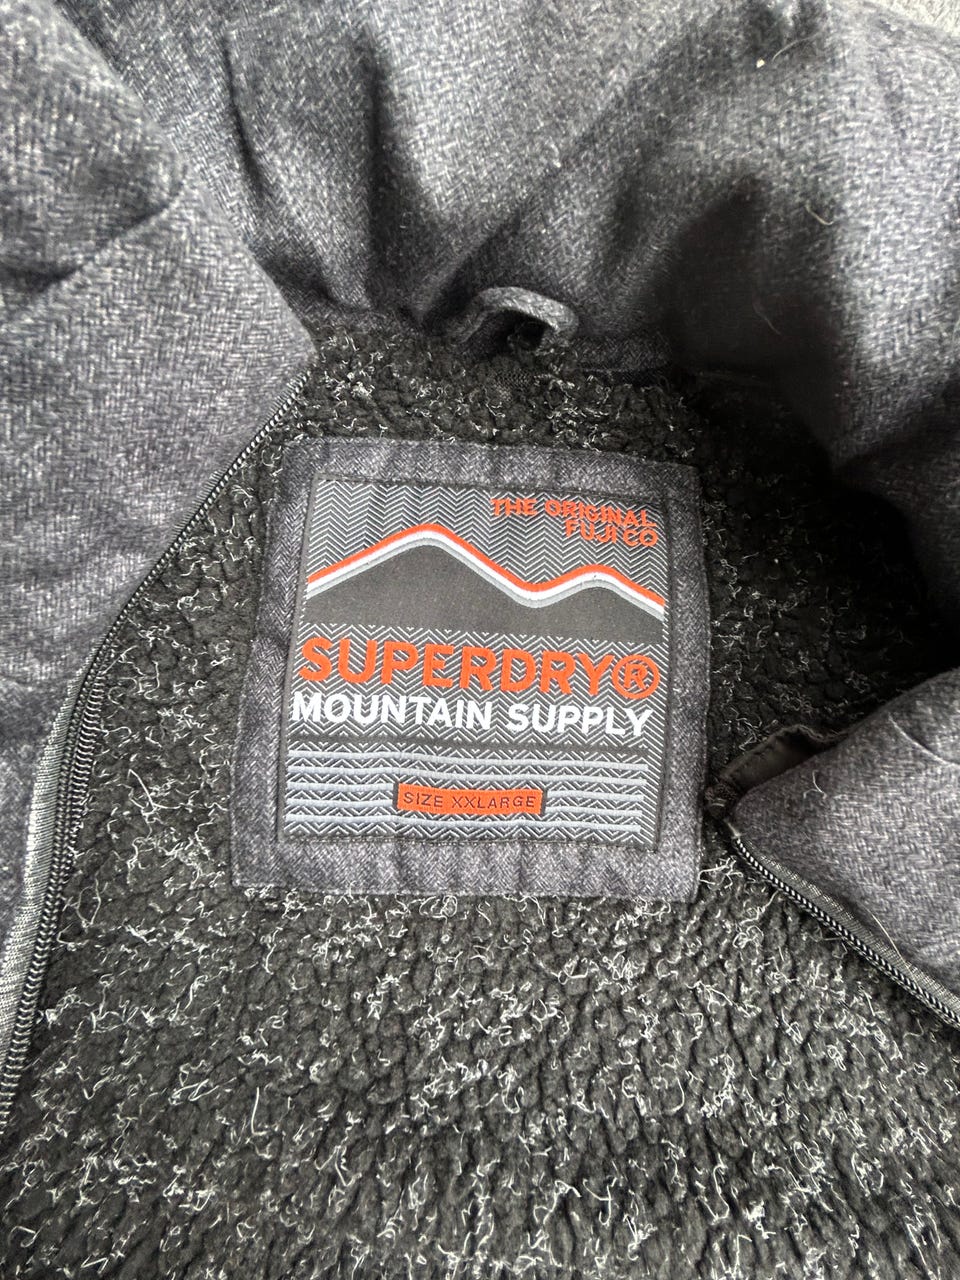 THE ORIGINAL
FUJI CO
SUPERDRY®
MOUNTAIN SUPPLY
SIZE XXLARGE